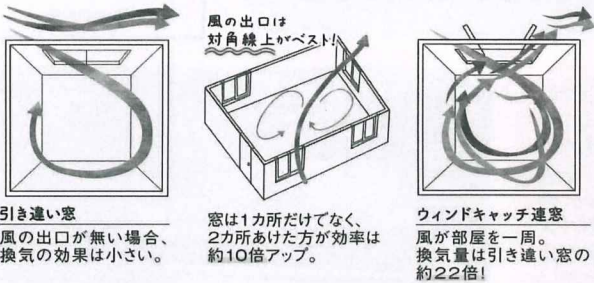 風の出口は
対角線上がベスト!
引き違い窓
風の出口が無い場合、
換気の効果は小さい。
窓は1カ所だけでなく、
2カ所あけた方が効率は
約10倍アップ。
ウィンドキャッチ連窓
風が部屋を一周。
換気量は引き違い窓の
約22倍!